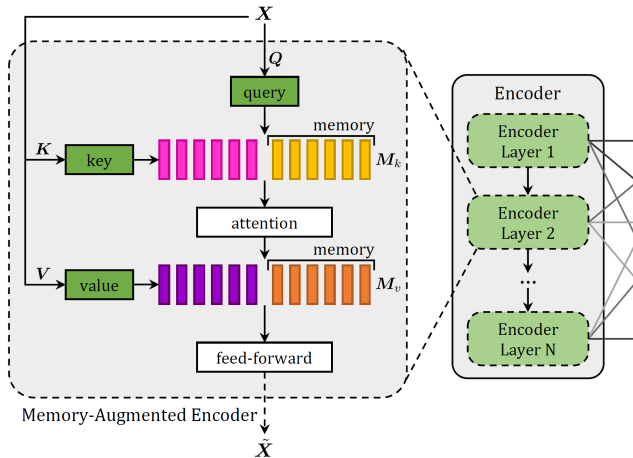 X
Q
query
memory
K
key
M_k
attention
memory
V
value
M_v
feed-forward
Memory-Augmented Encoder
X̃
Encoder
Encoder
Layer 1
Encoder
Layer 2
...
Encoder
Layer N